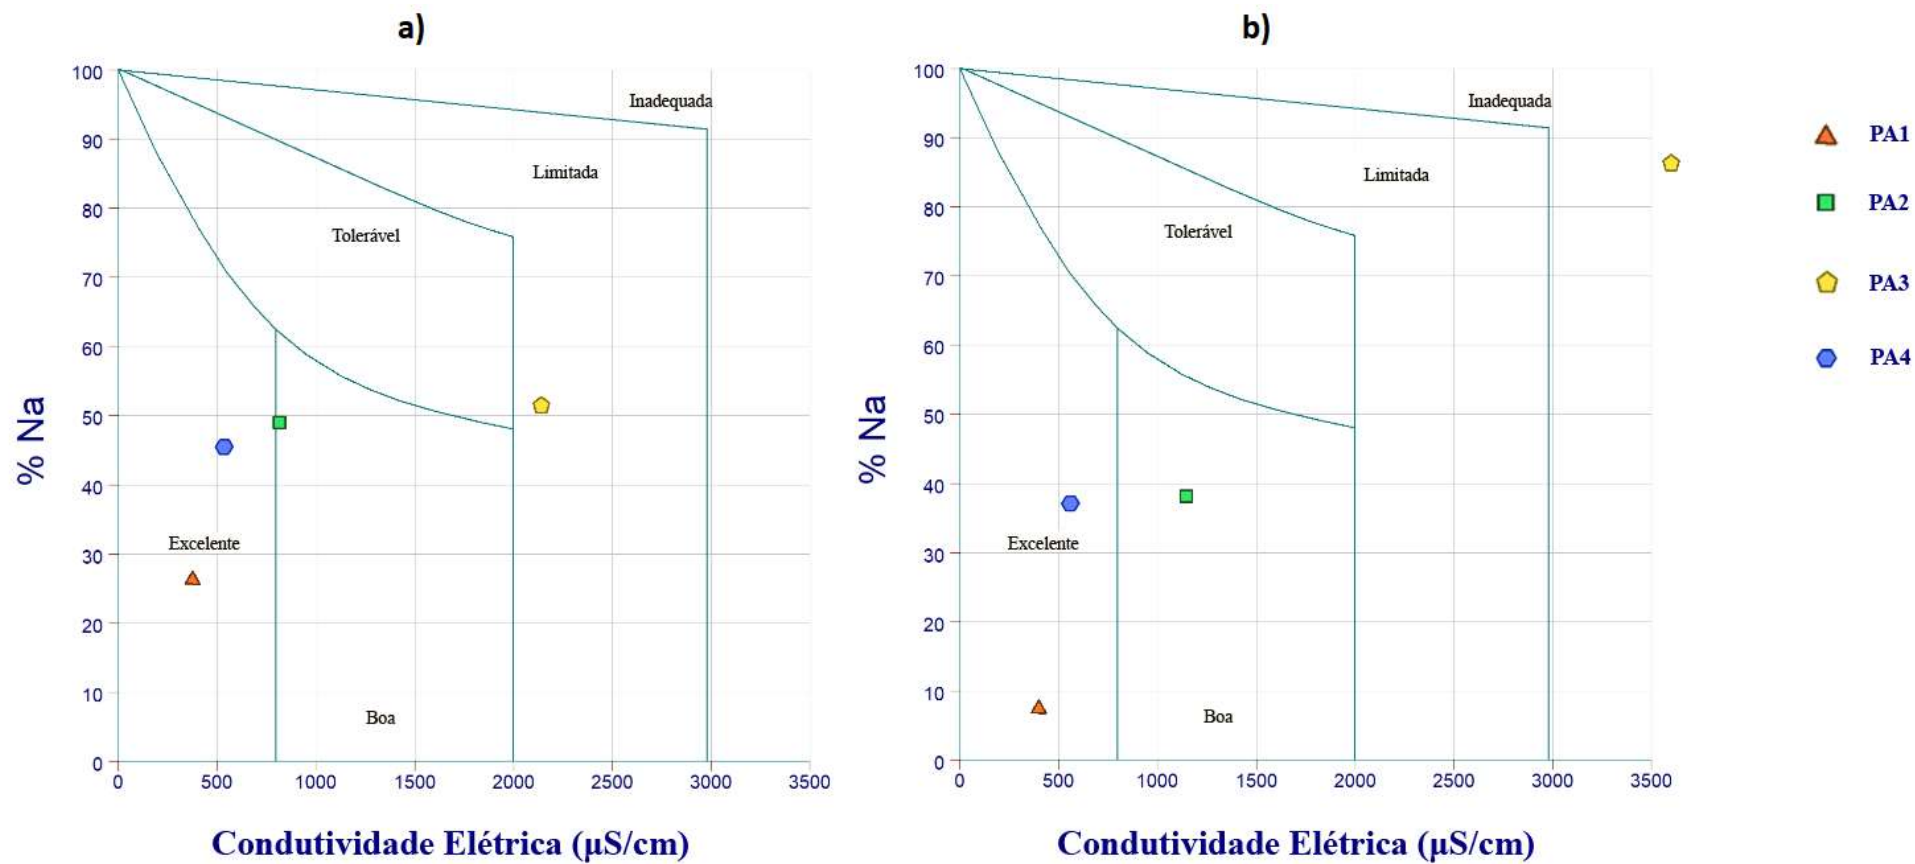 a)
100
90
80
70
60
50
40
30
20
10
0
% Na
Inadequada
Limitada
Tolerável
Excelente
Boa
0 500 1000 1500 2000 2500 3000 3500
Condutividade Elétrica (μS/cm)
b)
100
90
80
70
60
50
40
30
20
10
0
% Na
Inadequada
Limitada
Tolerável
Excelente
Boa
0 500 1000 1500 2000 2500 3000 3500
Condutividade Elétrica (μS/cm)
PA1
PA2
PA3
PA4